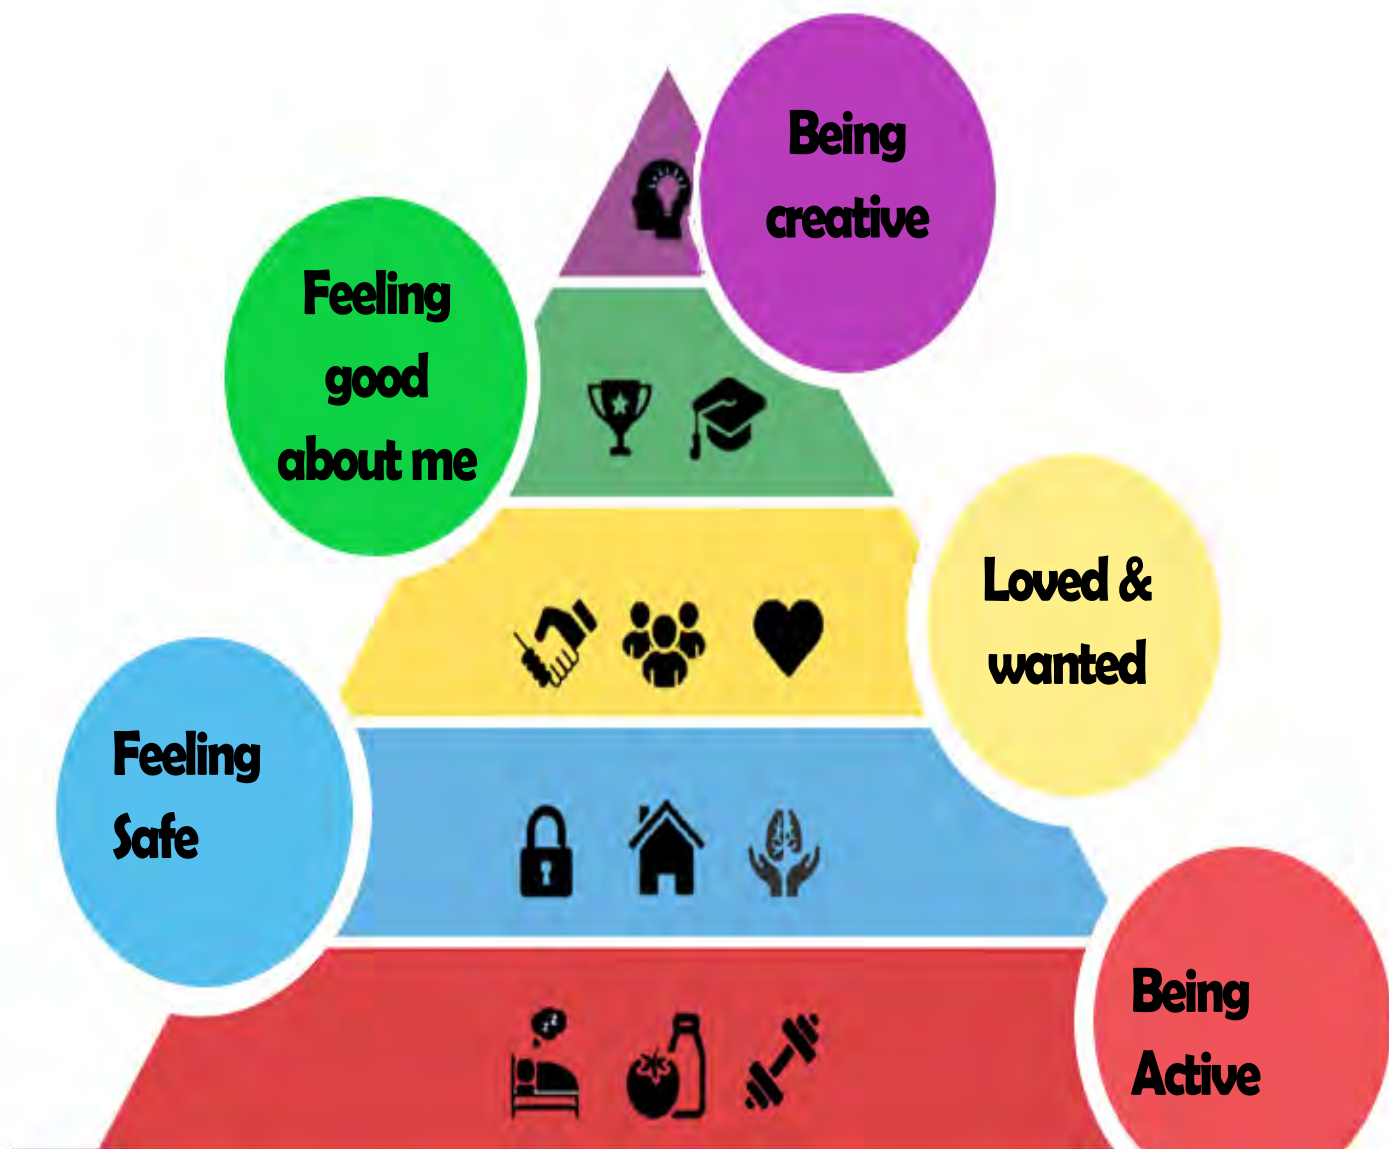 Being
creative
Feeling
good
about me
Loved &
wanted
Feeling
Safe
Being
Active